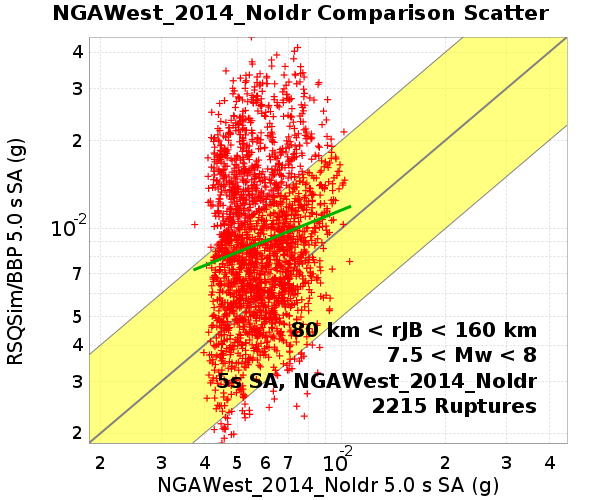 NGAWest_2014_NoIdr Comparison Scatter
RSQSim/BBP 5.0 s SA (g)
4
3
2
10-2
7
5
4
3
2
80 km < rJB < 160 km
7.5 < Mw < 8
5s SA, NGAWest_2014_NoIdr
2215 Ruptures
2 3 4 5 6 7 10-2 2 3 4
NGAWest_2014_NoIdr 5.0 s SA (g)